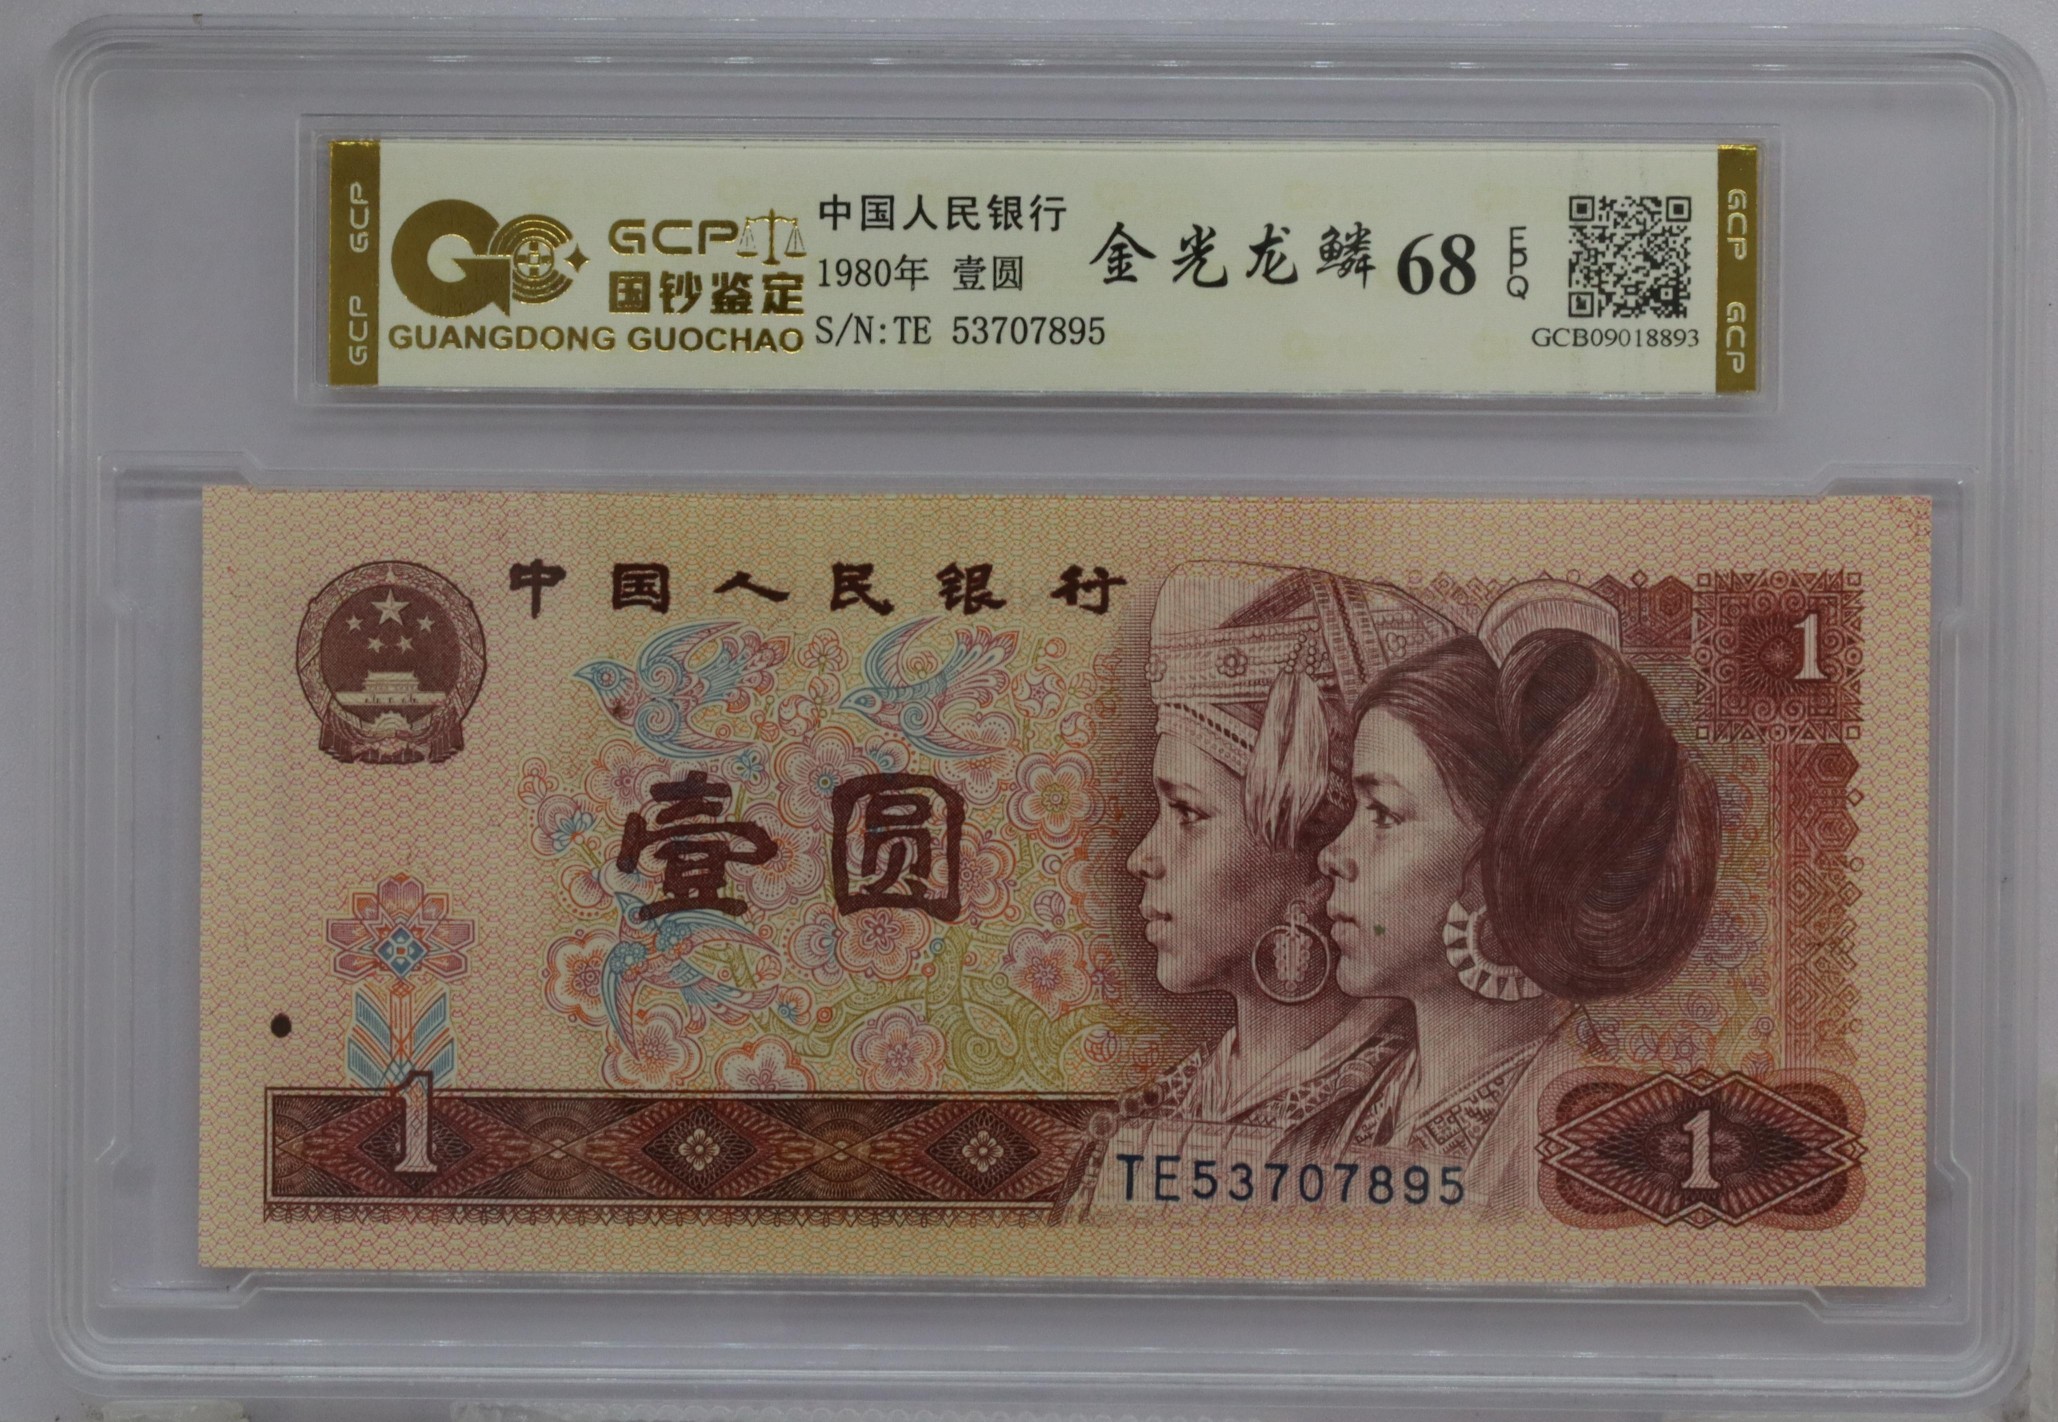 GCP GCP
GCP
国钞鉴定
GUANGDONG GUOCHAO
中国人民银行
1980年 壹圆
S/N:TE 53707895
金光龙鳞 68 EPQ
GCB09018893
GCP GCP
中国人民银行
1
壹圆
1
TE53707895
1